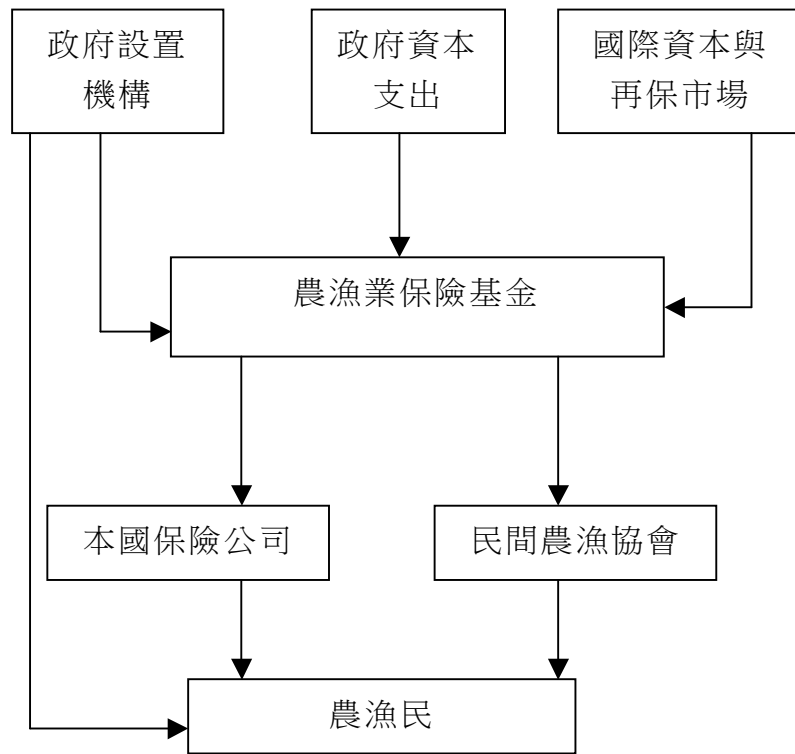 政府設置
機構
政府資本
支出
國際資本與
再保市場
農漁業保險基金
本國保險公司
民間農漁協會
農漁民